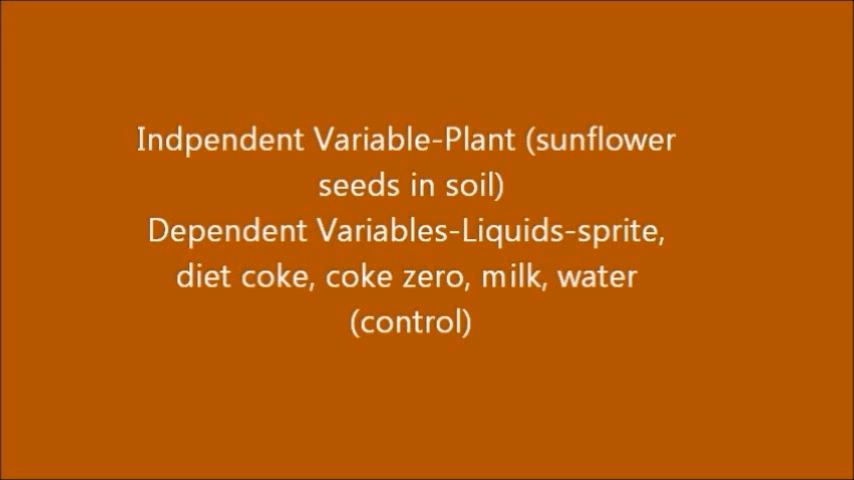 Indpendent Variable-Plant (sunflower
seeds in soil)
Dependent Variables-Liquids-sprite,
diet coke, coke zero, milk, water
(control)